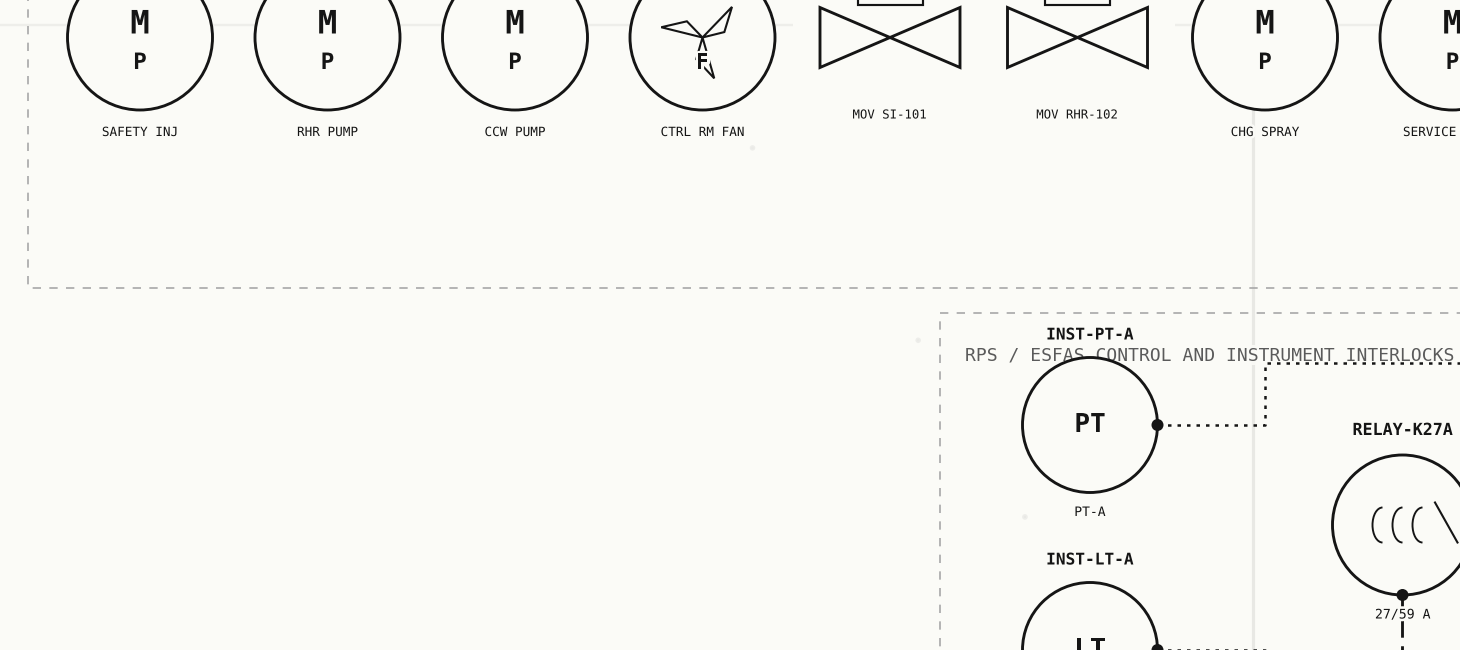 M M M M M
P P P F P P
MOV SI-101 MOV RHR-102
SAFETY INJ RHR PUMP CCW PUMP CTRL RM FAN CHG SPRAY SERVICE
INST-PT-A
RPS / ESFAS CONTROL AND INSTRUMENT INTERLOCKS
PT
RELAY-K27A
PT-A
INST-LT-A
27/59 A
LT